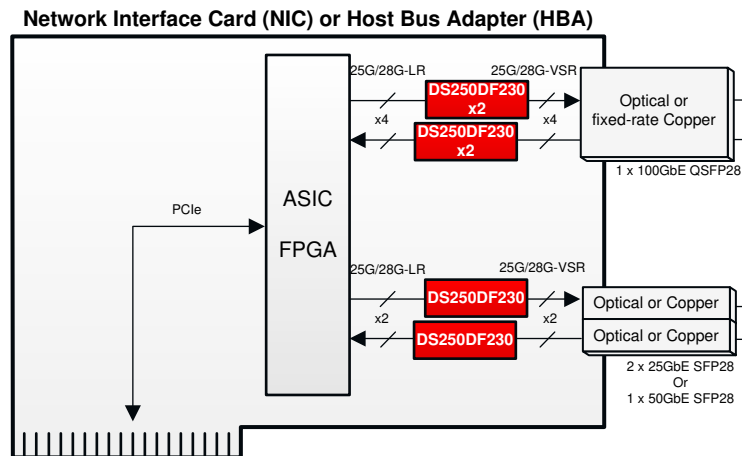 Network Interface Card (NIC) or Host Bus Adapter (HBA)
25G/28G-LR
25G/28G-VSR
DS250DF230
x2
x4
x4
DS250DF230
x2
Optical or
fixed-rate Copper
1 x 100GbE QSFP28
PCIe
ASIC
FPGA
25G/28G-LR
25G/28G-VSR
DS250DF230
x2
x2
DS250DF230
Optical or Copper
Optical or Copper
2 x 25GbE SFP28
Or
1 x 50GbE SFP28